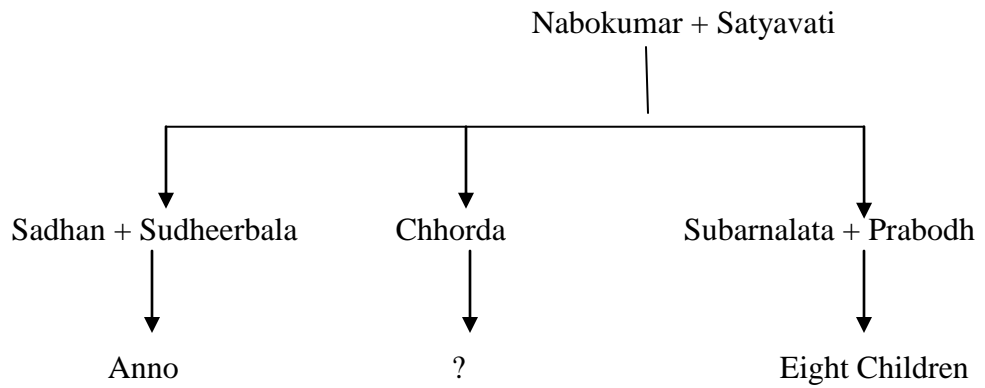 Nabokumar + Satyavati
Sadhan + Sudheerbala Chhorda Subarnalata + Prabodh
Anno ? Eight Children